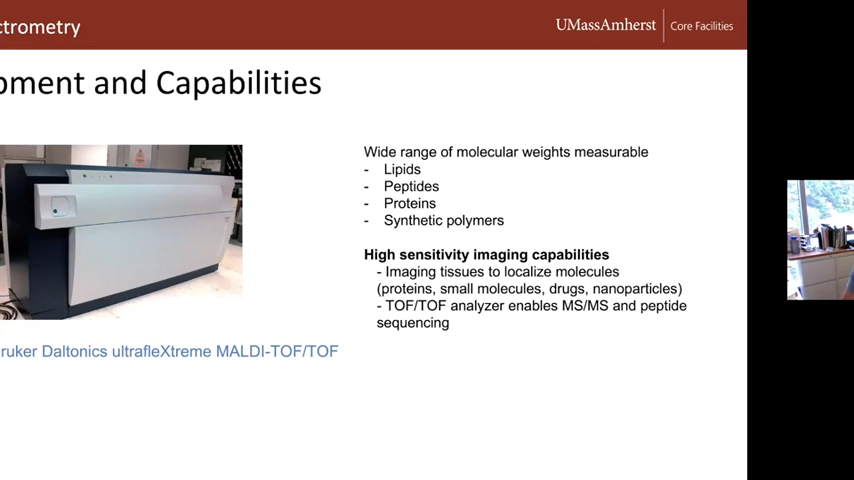 ctrometry
UMassAmherst Core Facilities
pment and Capabilities
Wide range of molecular weights measurable
- Lipids
- Peptides
- Proteins
- Synthetic polymers
High sensitivity imaging capabilities
- Imaging tissues to localize molecules
(proteins, small molecules, drugs, nanoparticles)
- TOF/TOF analyzer enables MS/MS and peptide
sequencing
ruker Daltonics ultrafleXtreme MALDI-TOF/TOF